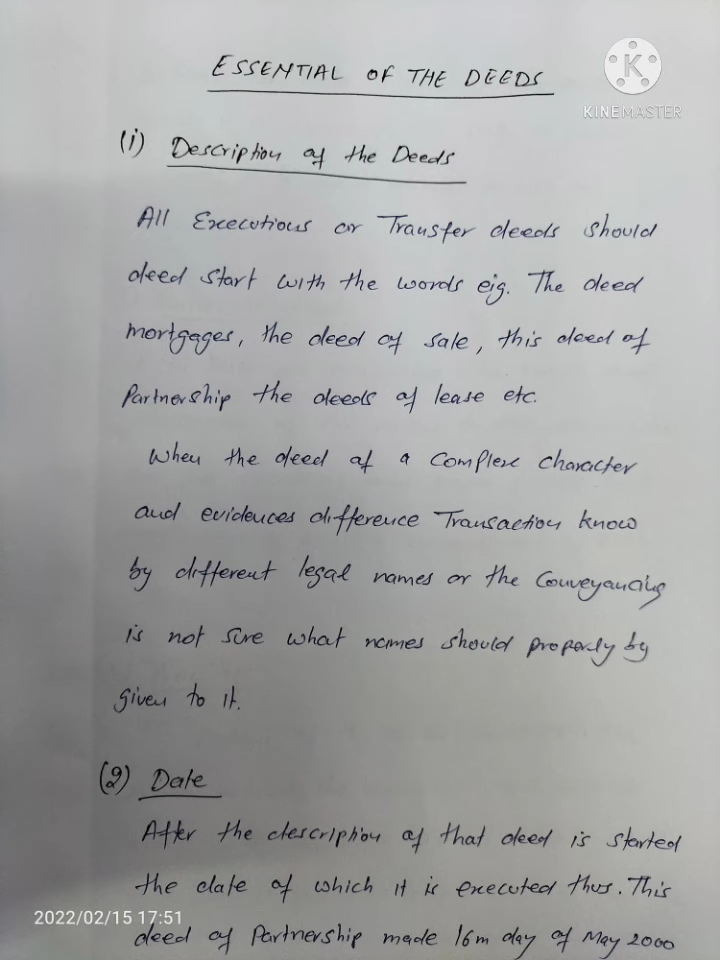 ESSENTIAL OF THE DEEDS
KINEMASTER
(i) Description of the Deeds
All Executions or Transfer deeds should
deed start with the words eig. The deed
mortgages, the deed of sale, this deed of
Partnership the deeds of lease etc.
When the deed of a complex character
and evidences difference Transaction know
by different legal names or the Conveyancing
is not sure what names should properly by
given to it.
(2) Date
After the description of that deed is started
the date of which it is executed thus. This
2022/02/15 17:51
deed of Partnership made 16m day of May 2000